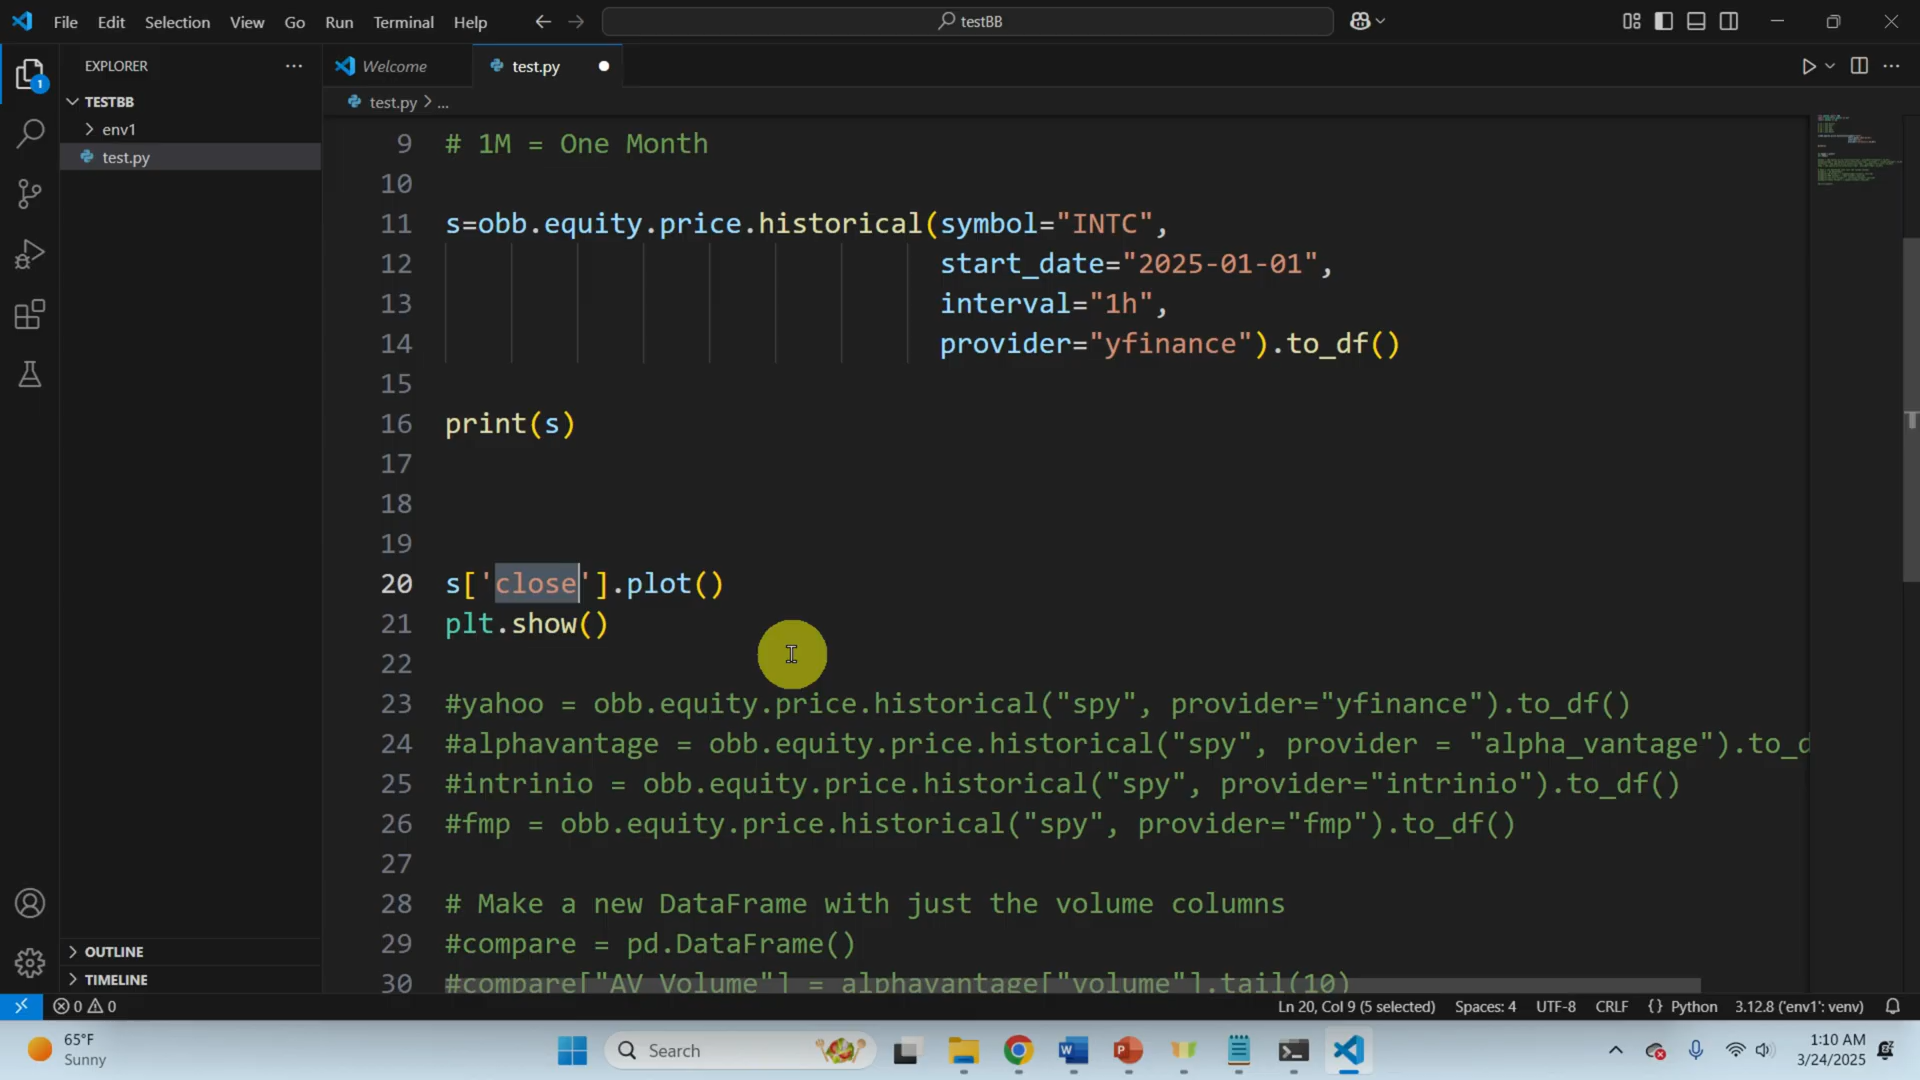 File Edit Selection View Go Run Terminal Help
testBB
EXPLORER
Welcome
test.py
TESTBB
env1
test.py
test.py > ...
9 # 1M = One Month
10
11 s=obb.equity.price.historical(symbol="INTC",
12 start_date="2025-01-01",
13 interval="1h",
14 provider="yfinance").to_df()
15
16 print(s)
17
18
19
20 s['close'].plot()
21 plt.show()
22
23 #yahoo = obb.equity.price.historical("spy", provider="yfinance").to_df()
24 #alphavantage = obb.equity.price.historical("spy", provider = "alpha_vantage").to_d
25 #intrinio = obb.equity.price.historical("spy", provider="intrinio").to_df()
26 #fmp = obb.equity.price.historical("spy", provider="fmp").to_df()
27
28 # Make a new DataFrame with just the volume columns
29 #compare = pd.DataFrame()
30 #compare["AV Volume"] = alphavantage["volume"].tail(10)
OUTLINE
TIMELINE
0 0
Ln 20, Col 9 (5 selected) Spaces: 4 UTF-8 CRLF {} Python 3.12.8 ('env1': venv)
65°F
Sunny
Search
1:10 AM
3/24/2025
1